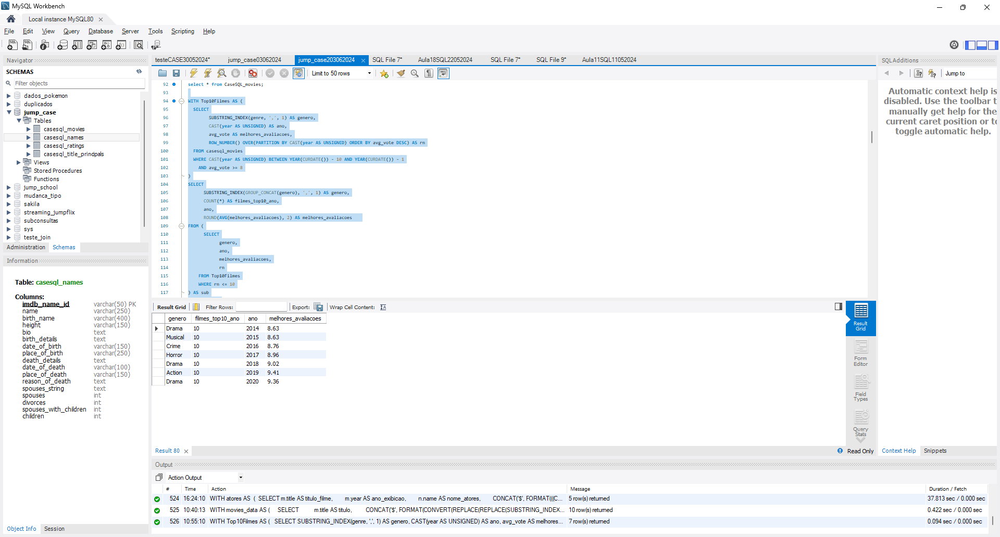 MySQL Workbench
Local instance MySQL80
File Edit View Query Database Server Tools Scripting Help
Navigator
SCHEMAS
Filter objects
dados_pokemon
duplicados
jump_case
Tables
casesql_movies
casesql_names
casesql_ratings
casesql_title_principals
Views
Stored Procedures
Functions
jump_school
mudanca_tipo
sakila
streaming_jumpflix
subconsultas
sys
teste_join
Administration Schemas
Information
Table: casesql_names
Columns:
imdb_name_id varchar(50) PK
name varchar(250)
birth_name varchar(400)
height varchar(150)
bio text
birth_details text
date_of_birth varchar(150)
place_of_birth varchar(250)
death_details text
date_of_death varchar(100)
place_of_death varchar(150)
reason_of_death text
spouses_string text
spouses int
divorces int
spouses_with_children int
children int
Object Info Session
testeCASE30052024* jump_case03062024 jump_case203062024 SQL File 7* Aula18SQL22052024 SQL File 7* SQL File 9* Aula11SQL11052024
Limit to 50 rows
92 select * from CaseSQL_movies;
93
94 WITH Top10Filmes AS (
95 SELECT
96 SUBSTRING_INDEX(genre, ',', 1) AS genero,
97 CAST(year AS UNSIGNED) AS ano,
98 avg_vote AS melhores_avaliacoes,
99 ROW_NUMBER() OVER(PARTITION BY CAST(year AS UNSIGNED) ORDER BY avg_vote DESC) AS rn
100 FROM casesql_movies
101 WHERE CAST(year AS UNSIGNED) BETWEEN YEAR(CURDATE()) - 10 AND YEAR(CURDATE()) - 1
102 AND avg_vote >= 8
103 )
104 SELECT
105 SUBSTRING_INDEX(GROUP_CONCAT(genero), ',', 1) AS genero,
106 COUNT(*) AS filmes_top10_ano,
107 ano,
108 ROUND(AVG(melhores_avaliacoes), 2) AS melhores_avaliacoes
109 FROM (
110 SELECT
111 genero,
112 ano,
113 melhores_avaliacoes,
114 rn
115 FROM Top10Filmes
116 WHERE rn <= 10
117 ) AS sub
Result Grid Filter Rows: Export: Wrap Cell Content:
genero filmes_top10_ano ano melhores_avaliacoes
Drama 10 2014 8.63
Musical 10 2015 8.63
Crime 10 2016 8.76
Horror 10 2017 8.96
Drama 10 2018 9.02
Action 10 2019 9.41
Drama 10 2020 9.36
Result Grid
Form Editor
Field Types
Query Stats
Result 80
Read Only
SQLAdditions
Jump to
Automatic context help is
disabled. Use the toolbar t
manually get help for the
current caret position or to
toggle automatic help.
Context Help Snippets
Output
Action Output
# Time Action Message Duration / Fetch
524 16:24:10 WITH atores AS ( SELECT m.title AS titulo_filme, m.year AS ano_exibicao, n.name AS nome_atores, CONCAT('$', FORMAT(((C... 5 row(s) returned 37.813 sec / 0.000 sec
525 10:40:13 WITH movies_data AS ( SELECT m.title AS titulo, CONCAT('$', FORMAT(CONVERT(REPLACE(REPLACE(SUBSTRING_INDEX... 10 row(s) returned 0.422 sec / 0.000 sec
526 10:55:10 WITH Top10Filmes AS ( SELECT SUBSTRING_INDEX(genre, ',', 1) AS genero, CAST(year AS UNSIGNED) AS ano, avg_vote AS melhores... 7 row(s) returned 0.094 sec / 0.000 sec